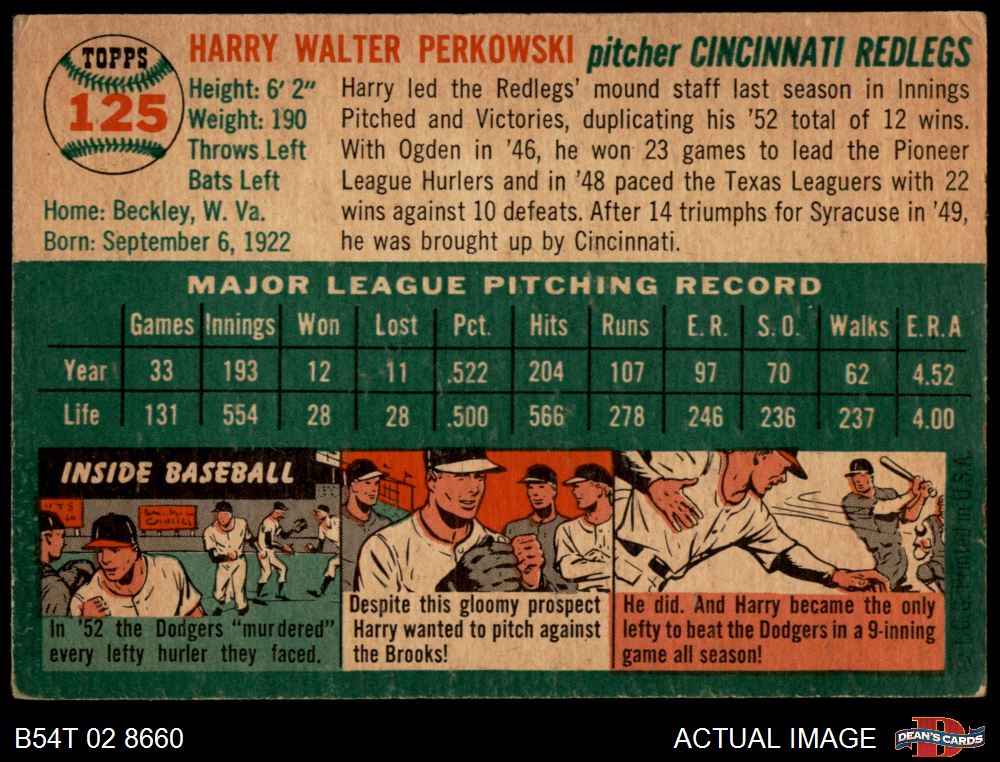 TOPPS
125
HARRY WALTER PERKOWSKI pitcher CINCINNATI REDLEGS
Height: 6' 2"
Weight: 190
Throws Left
Bats Left
Home: Beckley, W. Va.
Born: September 6, 1922
Harry led the Redlegs' mound staff last season in Innings
Pitched and Victories, duplicating his '52 total of 12 wins.
With Ogden in '46, he won 23 games to lead the Pioneer
League Hurlers and in '48 paced the Texas Leaguers with 22
wins against 10 defeats. After 14 triumphs for Syracuse in '49,
he was brought up by Cincinnati.
MAJOR LEAGUE PITCHING RECORD
Games Innings Won Lost Pct. Hits Runs E.R. S.O. Walks E.R.A
Year 33 193 12 11 .522 204 107 97 70 62 4.52
Life 131 554 28 28 .500 566 278 246 236 237 4.00
INSIDE BASEBALL
In '52 the Dodgers "murdered"
every lefty hurler they faced.
Despite this gloomy prospect
Harry wanted to pitch against
the Brooks!
He did. And Harry became the only
lefty to beat the Dodgers in a 9-inning
game all season!
B54T 02 8660
ACTUAL IMAGE
DEAN'S CARDS